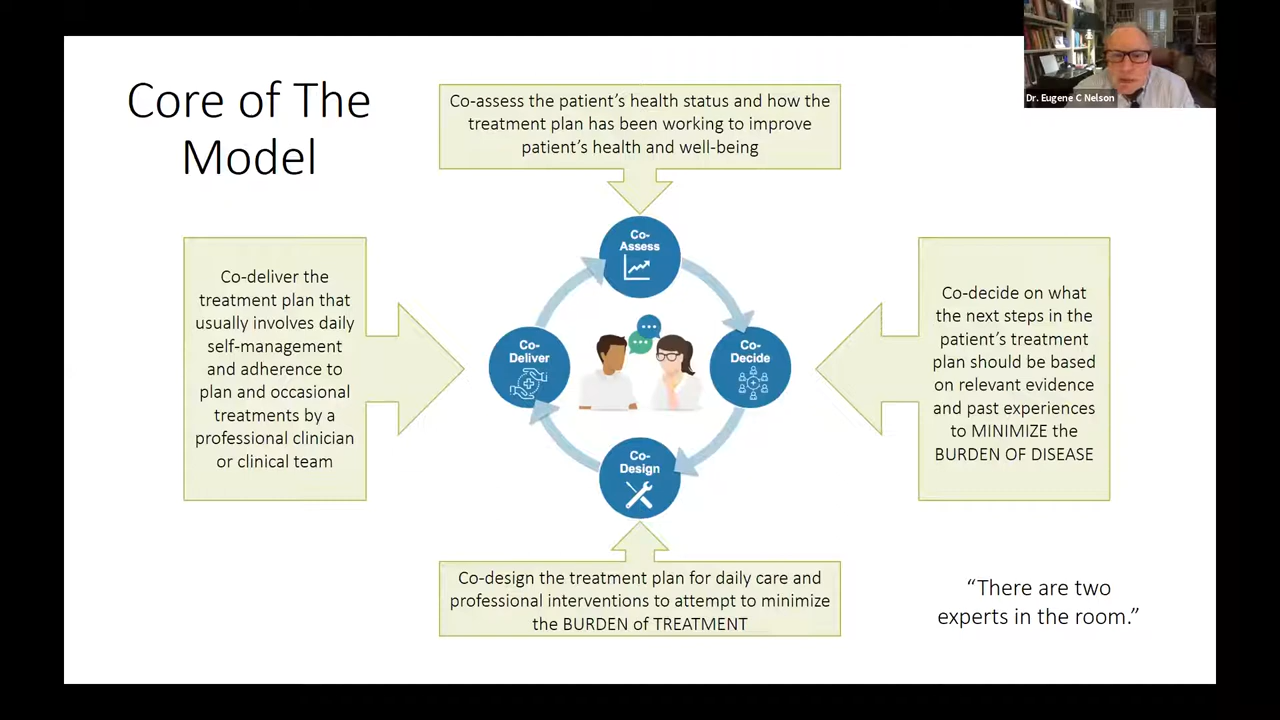 Core of The
Model
Co-assess the patient’s health status and how the
treatment plan has been working to improve
patient’s health and well-being
Dr. Eugene C Nelson
Co-deliver the
treatment plan that
usually involves daily
self-management
and adherence to
plan and occasional
treatments by a
professional clinician
or clinical team
Co-
Assess
Co-
Deliver
Co-
Decide
Co-
Design
Co-decide on what
the next steps in the
patient’s treatment
plan should be based
on relevant evidence
and past experiences
to MINIMIZE the
BURDEN OF DISEASE
Co-design the treatment plan for daily care and
professional interventions to attempt to minimize
the BURDEN of TREATMENT
“There are two
experts in the room.”